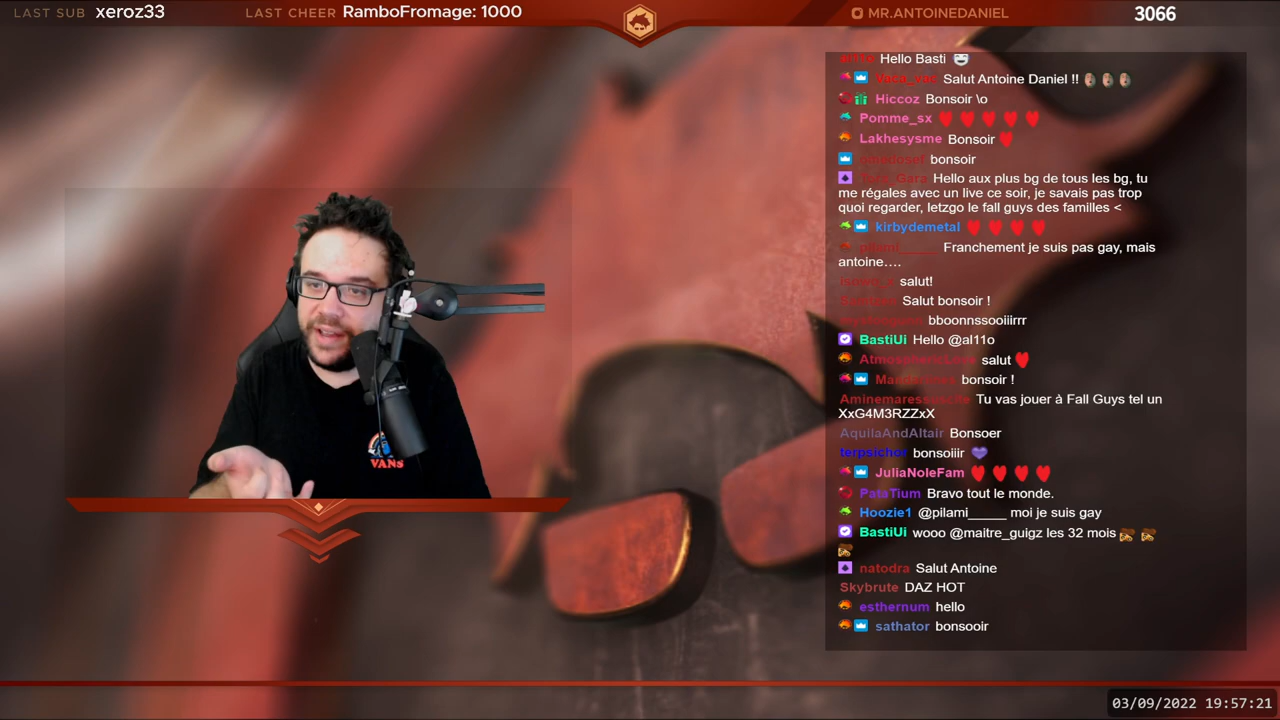 LAST SUB xeroz33 LAST CHEER RamboFromage: 1000 MR.ANTOINEDANIEL 3066
Hello Basti
Salut Antoine Daniel !!
Hiccoz Bonsoir \o
Pomme_sx
Lakhesysme Bonsoir
bonsoir
Hello aux plus bg de tous les bg, tu
me régales avec un live ce soir, je savais pas trop
quoi regarder, letzgo le fall guys des familles <
kirbydemetal
pilami_____ Franchement je suis pas gay, mais
antoine....
salut!
Salut bonsoir !
bboonnssooiiirrr
BastiUi Hello @al11o
salut
bonsoir !
Tu vas jouer à Fall Guys tel un
XxG4M3RZZxX
AquilaAndAltair Bonsoer
terpsichor bonsoiiir
JuliaNoleFam
PataTium Bravo tout le monde.
Hoozie1 @pilami_____ moi je suis gay
BastiUi wooo @maitre_guigz les 32 mois
natodra Salut Antoine
Skybrute DAZ HOT
esthernum hello
sathator bonsooir
VANS
03/09/2022 19:57:21